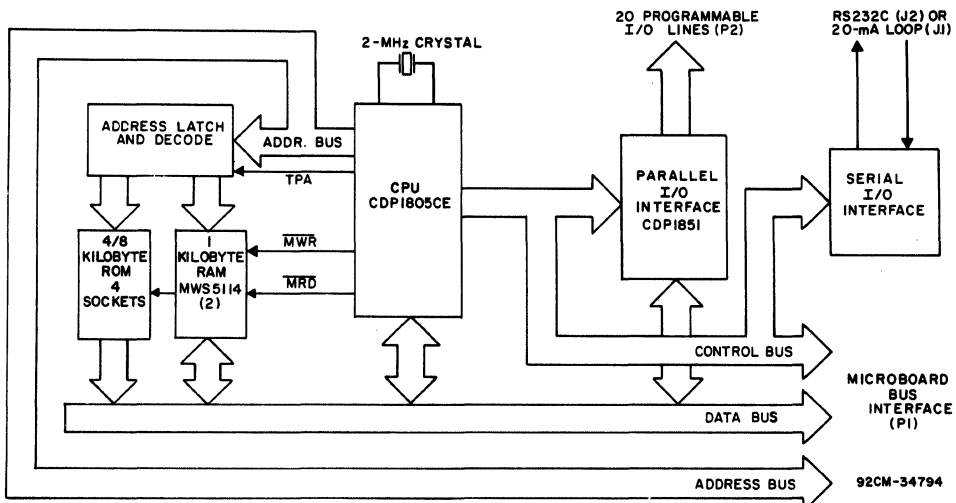 20 PROGRAMMABLE
I/O LINES (P2)
RS232C (J2) OR
20-mA LOOP (J1)
2-MHz CRYSTAL
ADDRESS LATCH
AND DECODE
ADDR. BUS
TPA
CPU
CDP1805CE
PARALLEL
I/O
INTERFACE
CDP1851
SERIAL
I/O
INTERFACE
4/8
KILOBYTE
ROM
4
SOCKETS
1
KILOBYTE
RAM
MWS5114
(2)
MWR
MRD
CONTROL BUS
DATA BUS
ADDRESS BUS
MICROBOARD
BUS
INTERFACE
(P1)
92CM-34794